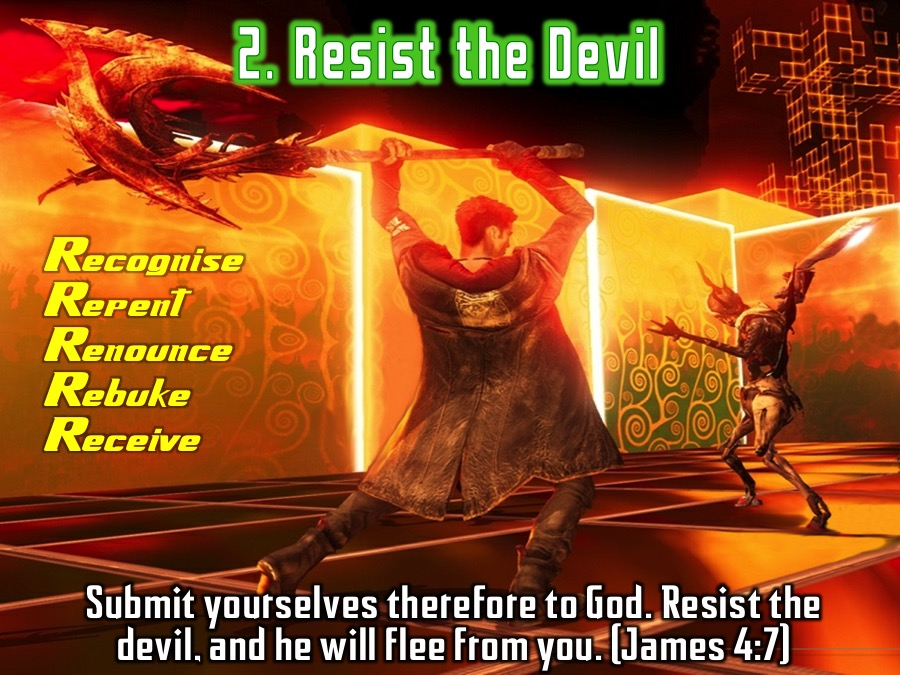 2. Resist the Devil
Recognise
Repent
Renounce
Rebuke
Receive
Submit yourselves therefore to God. Resist the
devil, and he will flee from you. (James 4:7)